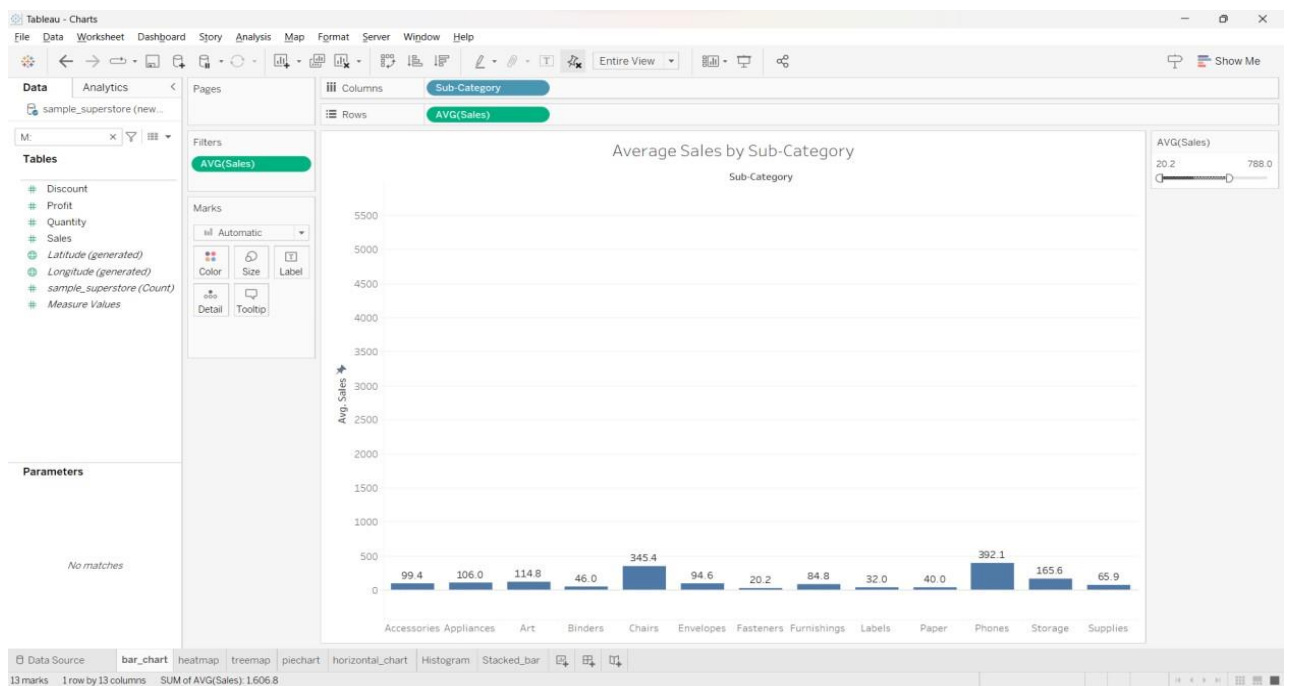 Tableau - Charts
File Data Worksheet Dashboard Story Analysis Map Format Server Window Help
Entire View
Show Me
Data Analytics
sample_superstore (new...
M:
Tables
Discount
Profit
Quantity
Sales
Latitude (generated)
Longitude (generated)
sample_superstore (Count)
Measure Values
Parameters
No matches
Pages
Filters
AVG(Sales)
Marks
Automatic
Color Size Label
Detail Tooltip
Columns Sub-Category
Rows AVG(Sales)
Average Sales by Sub-Category
Sub-Category
Avg. Sales
5500
5000
4500
4000
3500
3000
2500
2000
1500
1000
500
0
99.4 106.0 114.8 46.0 345.4 94.6 20.2 84.8 32.0 40.0 392.1 165.6 65.9
Accessories Appliances Art Binders Chairs Envelopes Fasteners Furnishings Labels Paper Phones Storage Supplies
AVG(Sales)
20.2 788.0
Data Source bar_chart heatmap treemap piechart horizontal_chart Histogram Stacked_bar
13 marks 1 row by 13 columns SUM of AVG(Sales): 1,606.8